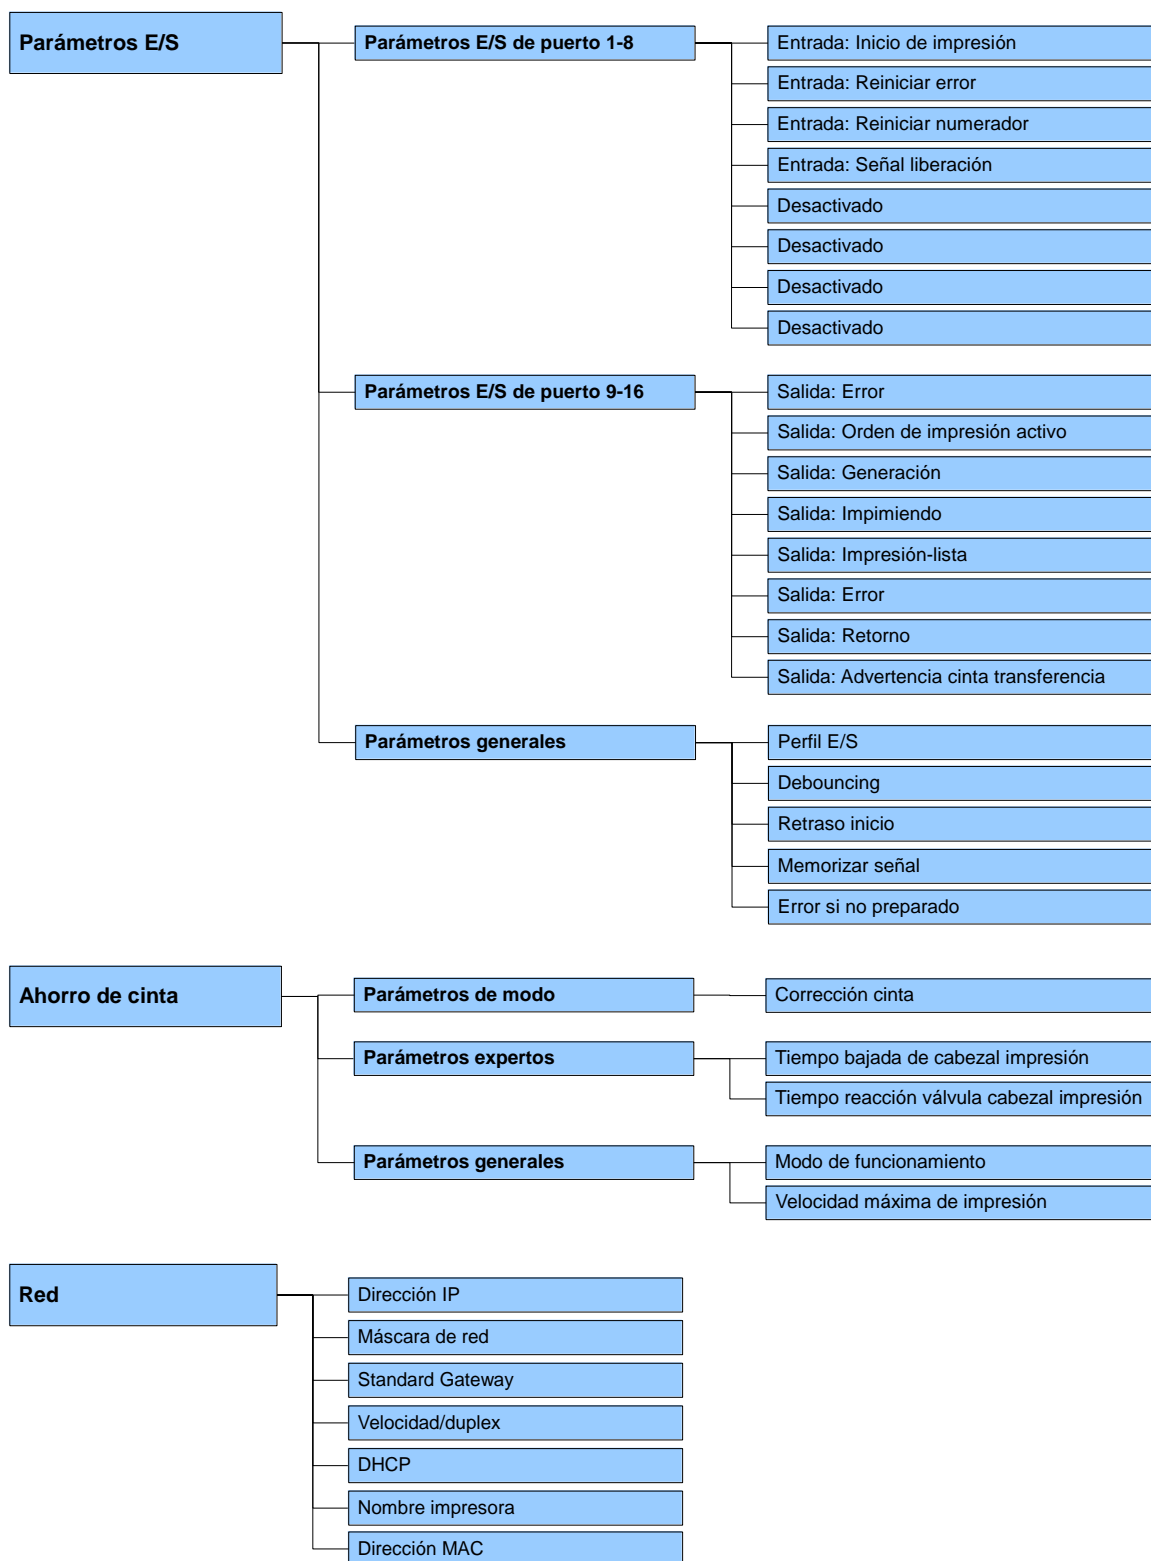 Parámetros E/S
Parámetros E/S de puerto 1-8
Entrada: Inicio de impresión
Entrada: Reiniciar error
Entrada: Reiniciar numerador
Entrada: Señal liberación
Desactivado
Desactivado
Desactivado
Desactivado
Parámetros E/S de puerto 9-16
Salida: Error
Salida: Orden de impresión activo
Salida: Generación
Salida: Impimiendo
Salida: Impresión-lista
Salida: Error
Salida: Retorno
Salida: Advertencia cinta transferencia
Parámetros generales
Perfil E/S
Debouncing
Retraso inicio
Memorizar señal
Error si no preparado
Ahorro de cinta
Parámetros de modo
Corrección cinta
Parámetros expertos
Tiempo bajada de cabezal impresión
Tiempo reacción válvula cabezal impresión
Parámetros generales
Modo de funcionamiento
Velocidad máxima de impresión
Red
Dirección IP
Máscara de red
Standard Gateway
Velocidad/duplex
DHCP
Nombre impresora
Dirección MAC